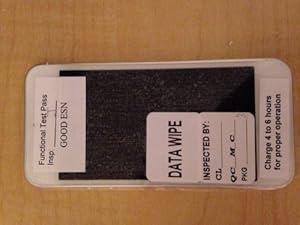 Functional Test Pass
Insp:
GOOD ESN
DATA WIPE
INSPECTED BY:
CL
QC M C
PKG
Charge 4 to 6 hours
for proper operation